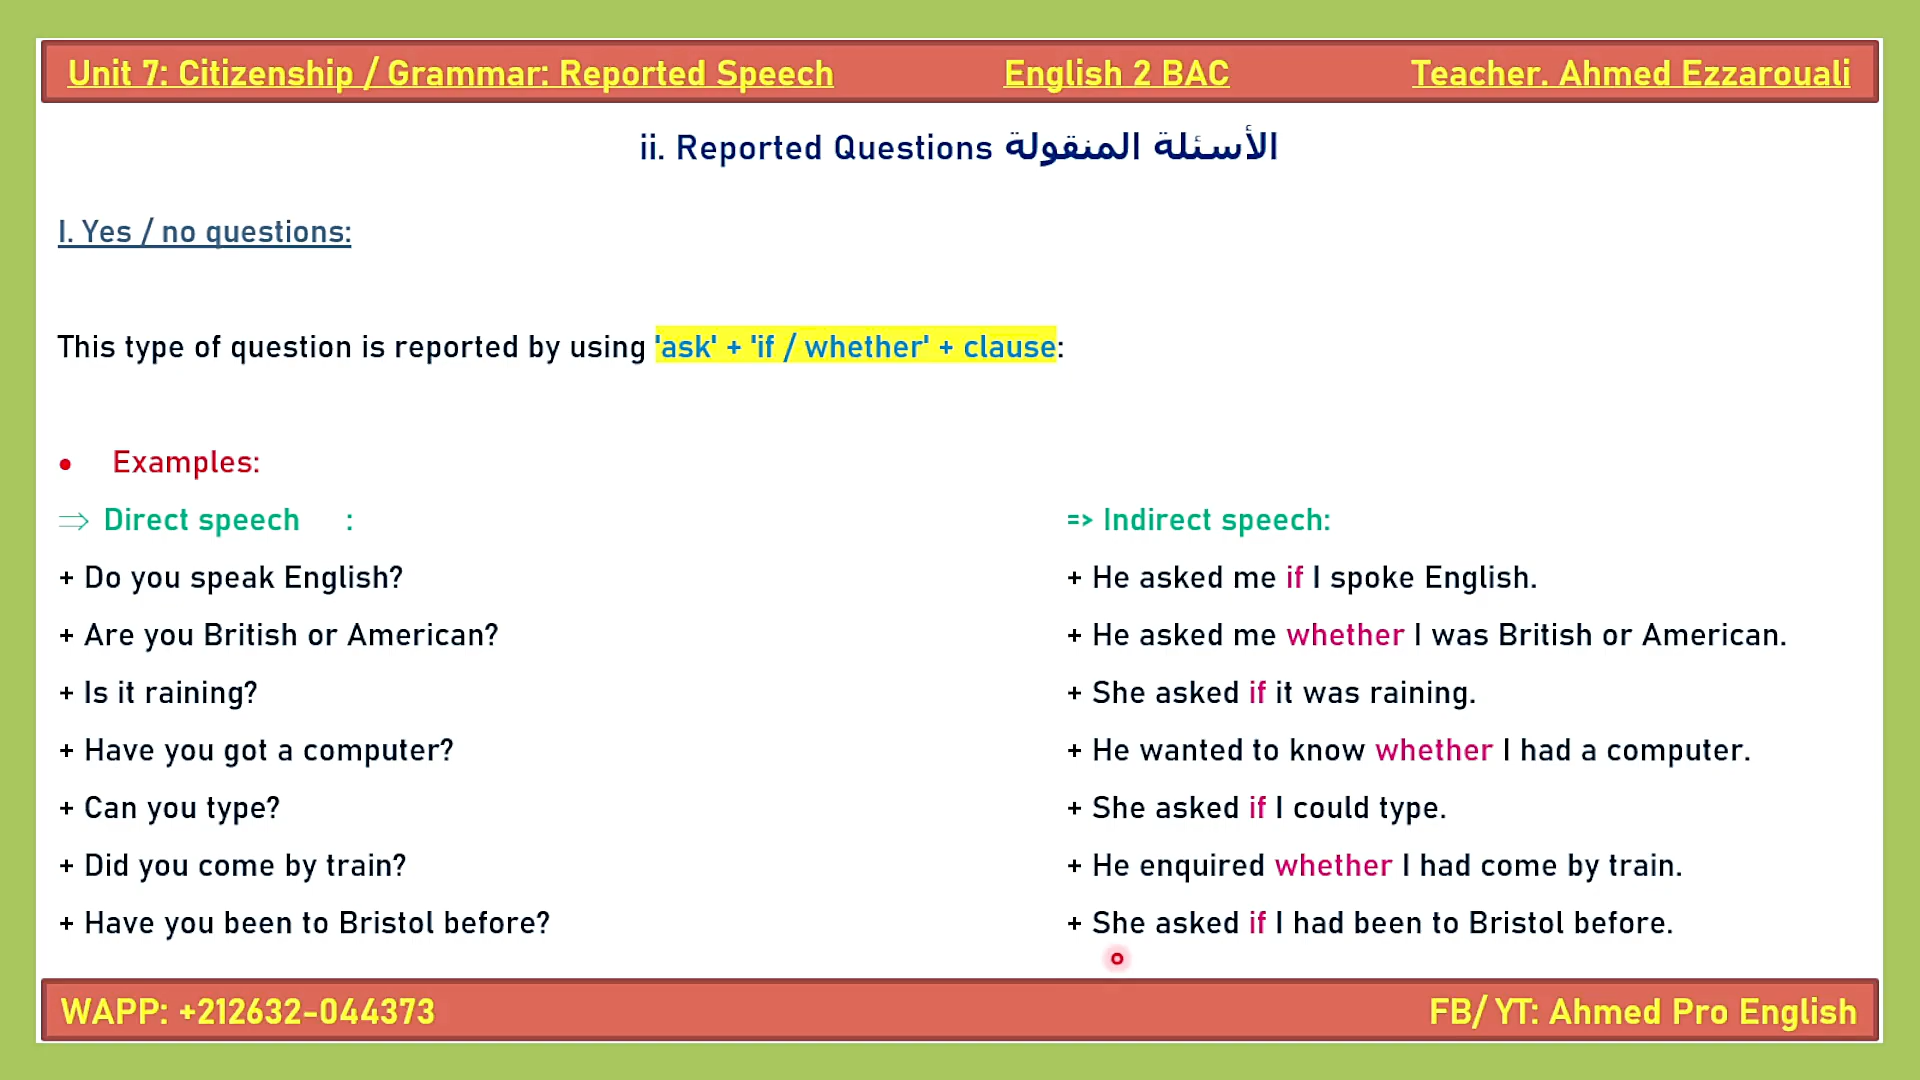 Unit 7: Citizenship / Grammar: Reported Speech English 2 BAC Teacher. Ahmed Ezzarouali
ii. Reported Questions الأسئلة المنقولة
I. Yes / no questions:
This type of question is reported by using 'ask' + 'if / whether' + clause:
• Examples:
⇒ Direct speech :
+ Do you speak English?
+ Are you British or American?
+ Is it raining?
+ Have you got a computer?
+ Can you type?
+ Did you come by train?
+ Have you been to Bristol before?
=> Indirect speech:
+ He asked me if I spoke English.
+ He asked me whether I was British or American.
+ She asked if it was raining.
+ He wanted to know whether I had a computer.
+ She asked if I could type.
+ He enquired whether I had come by train.
+ She asked if I had been to Bristol before.
WAPP: +212632-044373 FB/ YT: Ahmed Pro English